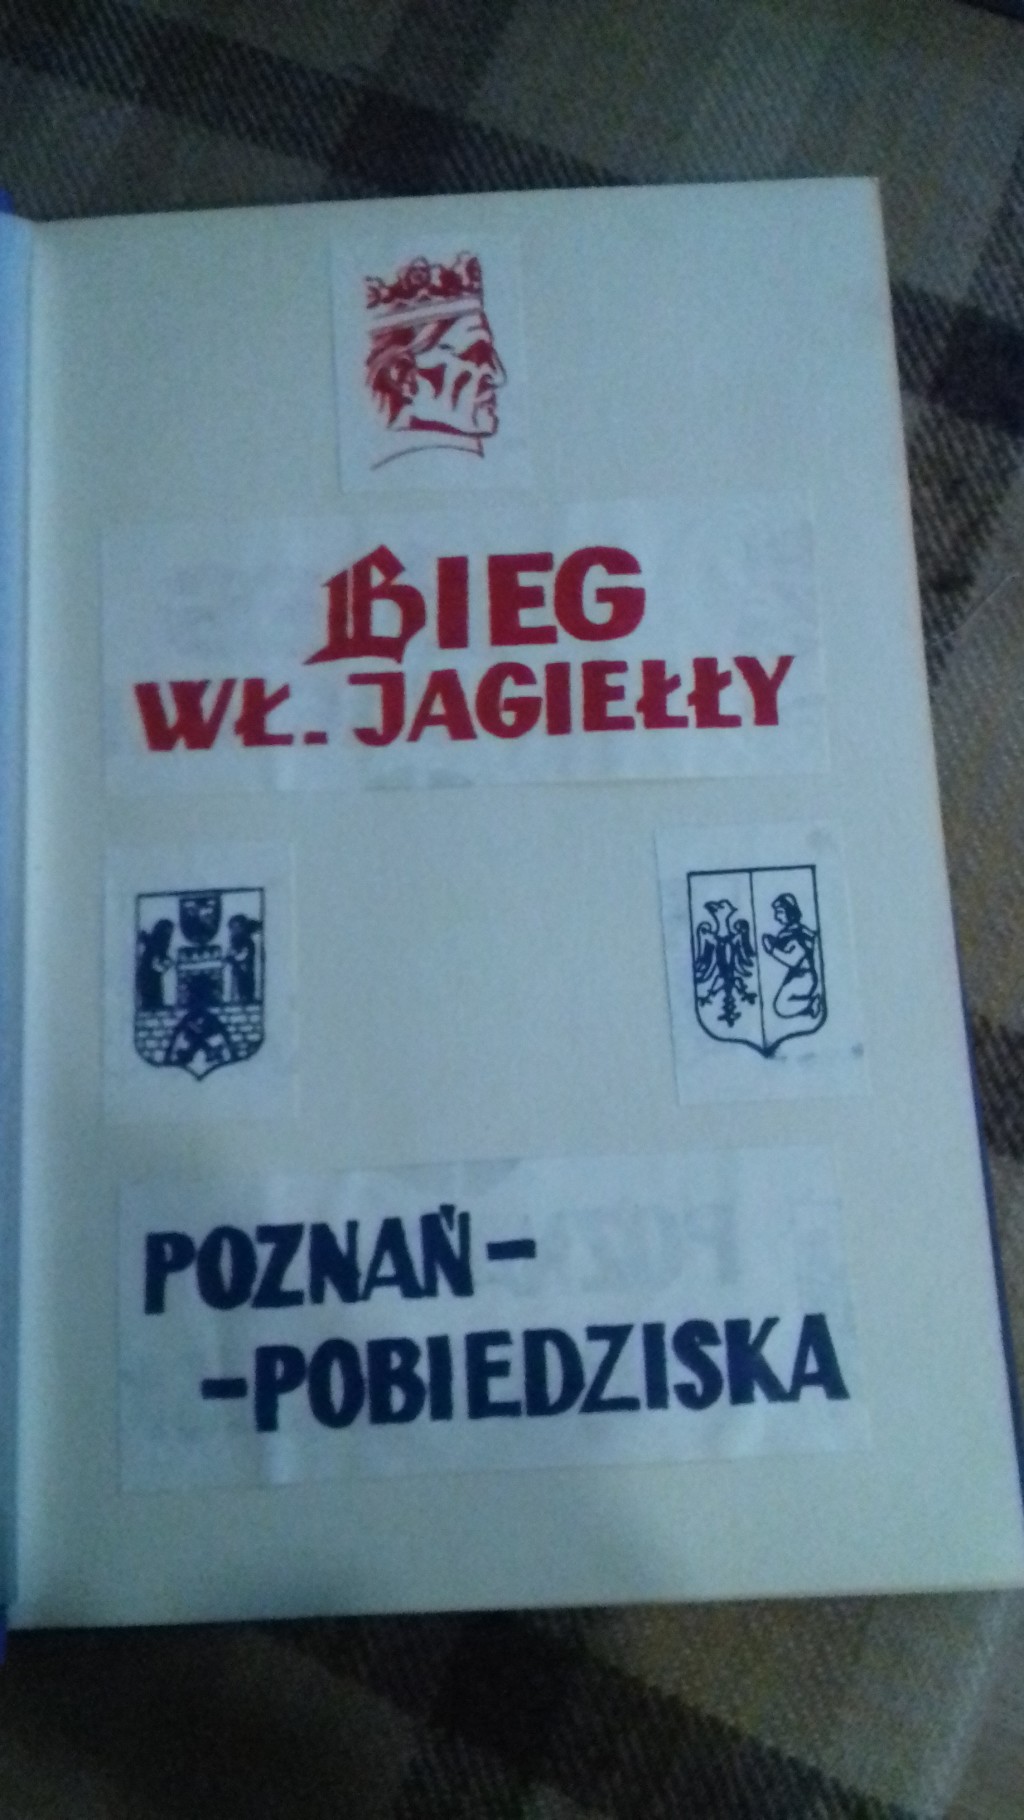 BIEG
WŁ. JAGIEŁŁY
POZNAŃ-
-POBIEDZISKA